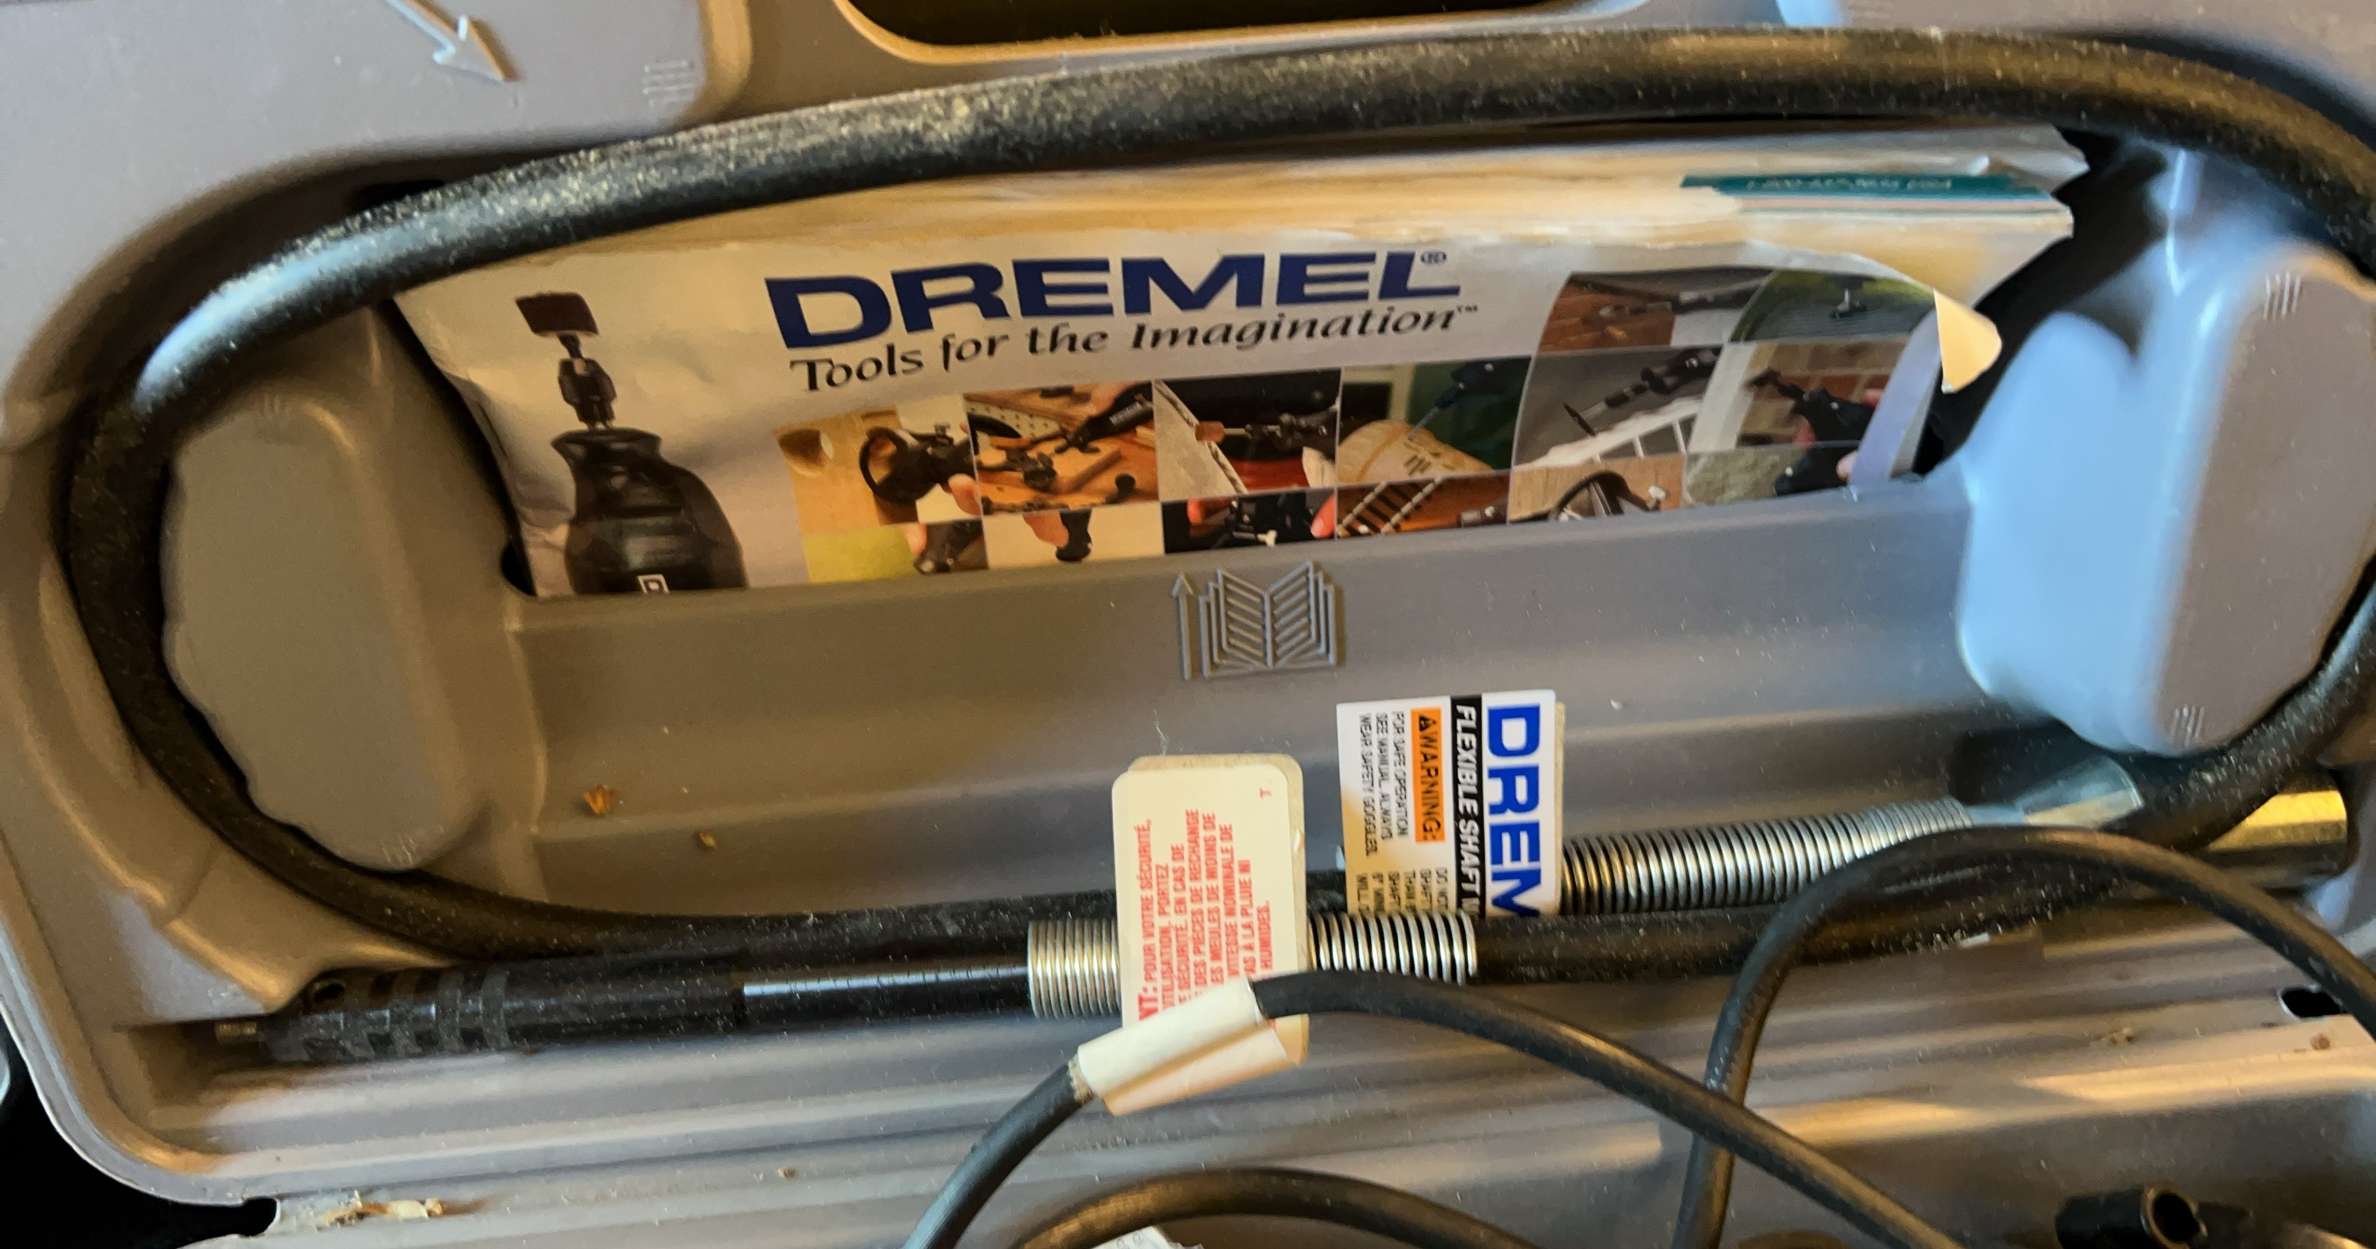 DREMEL®
Tools for the Imagination™
DREM
FLEXIBLE SHAFT
WARNING:
FOR SAFE OPERATION
SEE MANUAL. ALWAYS
WEAR SAFETY GOGGLES.
NT: POUR VOTRE SÉCURITÉ,
UTILISATION. PORTEZ
DE SÉCURITÉ. EN CAS DE
DES PIÈCES DE RECHANGE
ES MEULES DE MOINS DE
VITESSE NOMINALE DE
À LA PLUIE NI
HUMIDES.